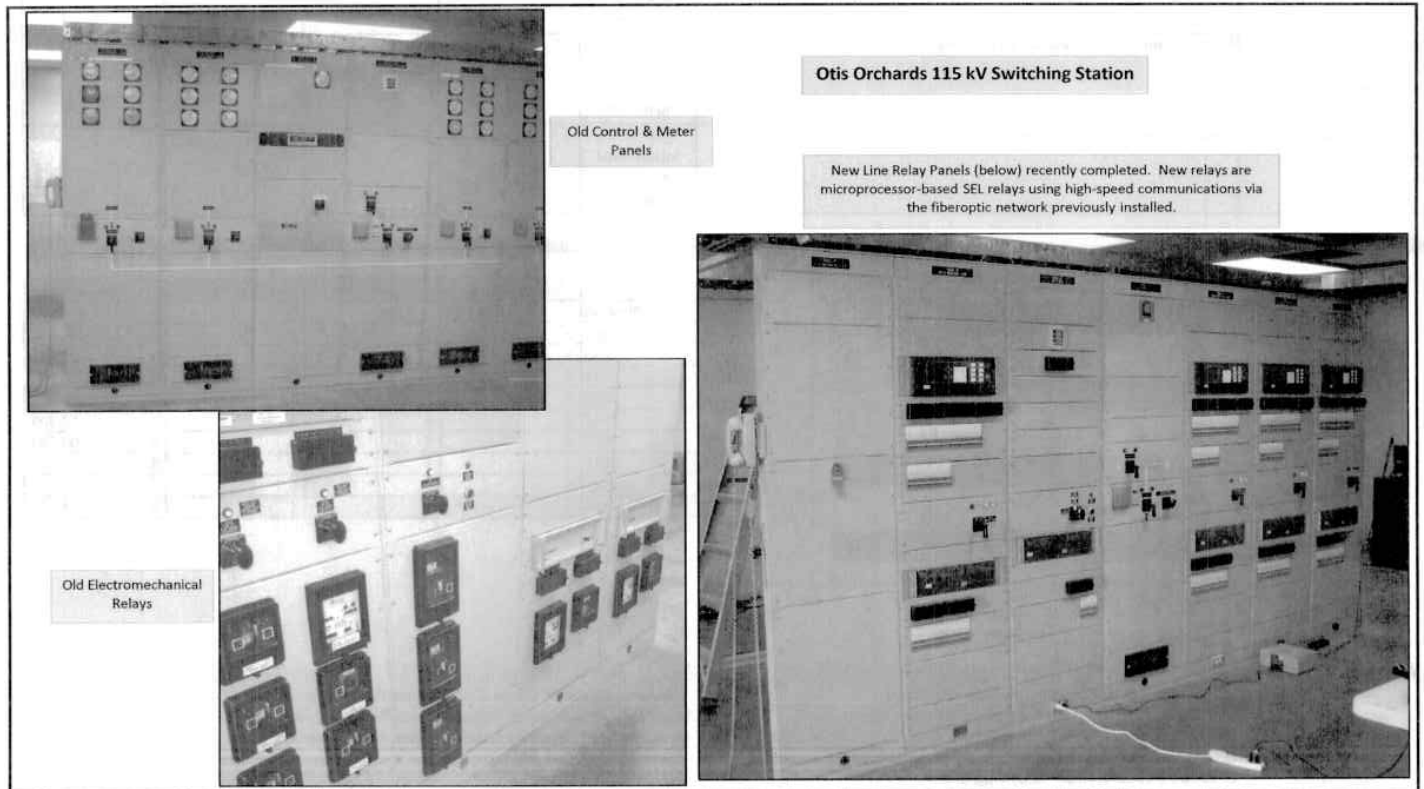 Otis Orchards 115 kV Switching Station
Old Control & Meter
Panels
New Line Relay Panels (below) recently completed. New relays are
microprocessor-based SEL relays using high-speed communications via
the fiberoptic network previously installed.
Old Electromechanical
Relays